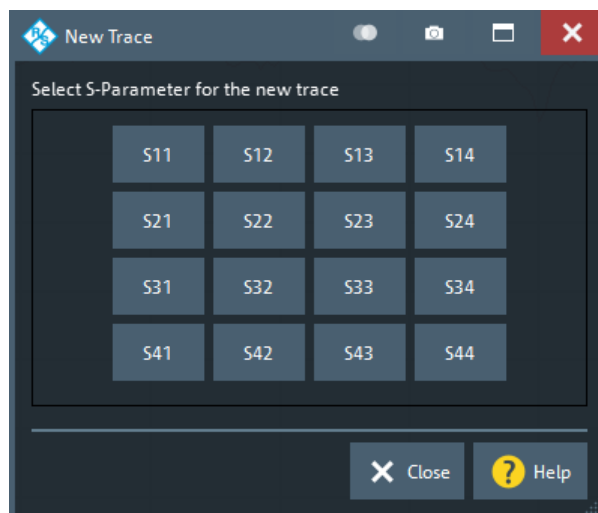 R/S New Trace
Select S-Parameter for the new trace
S11 S12 S13 S14
S21 S22 S23 S24
S31 S32 S33 S34
S41 S42 S43 S44
Close ? Help